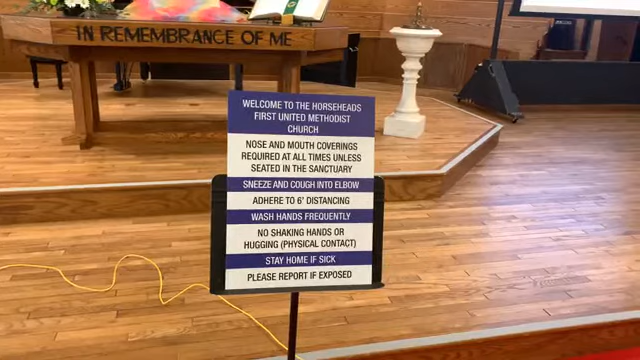 IN REMEMBRANCE OF ME
WELCOME TO THE HORSEHEADS
FIRST UNITED METHODIST
CHURCH
NOSE AND MOUTH COVERINGS
REQUIRED AT ALL TIMES UNLESS
SEATED IN THE SANCTUARY
SNEEZE AND COUGH INTO ELBOW
ADHERE TO 6' DISTANCING
WASH HANDS FREQUENTLY
NO SHAKING HANDS OR
HUGGING (PHYSICAL CONTACT)
STAY HOME IF SICK
PLEASE REPORT IF EXPOSED